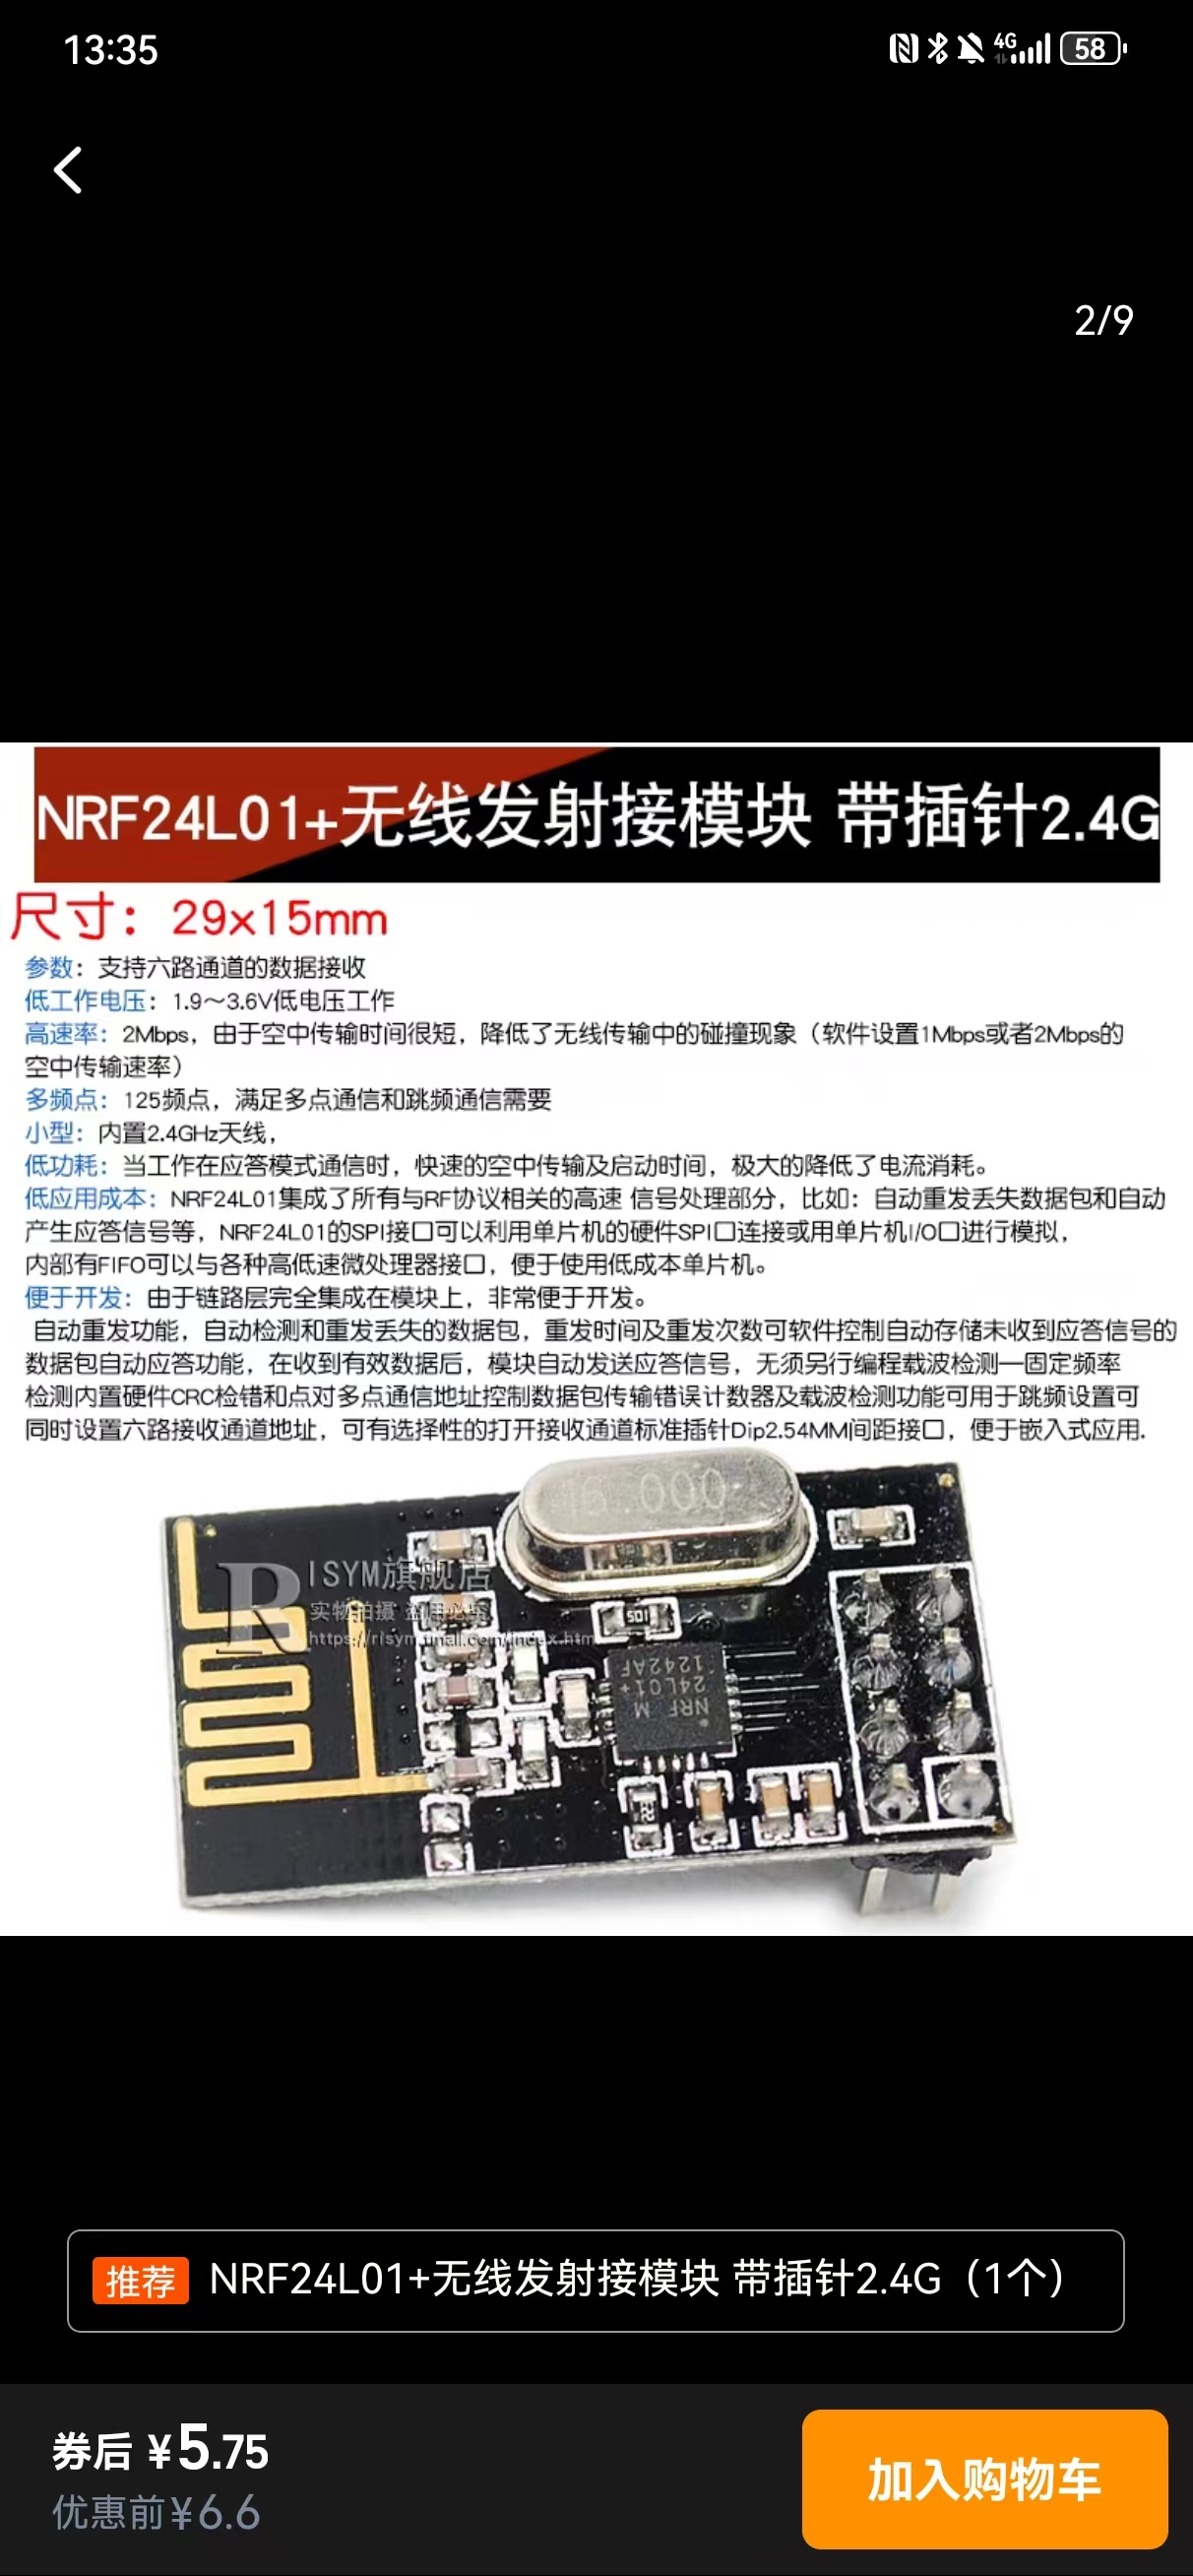 13:35
4G
58
2/9
NRF24L01+无线发射接模块 带插针2.4G
尺寸：29x15mm
参数：支持六路通道的数据接收
低工作电压：1.9～3.6V低电压工作
高速率：2Mbps，由于空中传输时间很短，降低了无线传输中的碰撞现象（软件设置1Mbps或者2Mbps的
空中传输速率）
多频点：125频点，满足多点通信和跳频通信需要
小型：内置2.4GHz天线，
低功耗：当工作在应答模式通信时，快速的空中传输及启动时间，极大的降低了电流消耗。
低应用成本：NRF24L01集成了所有与RF协议相关的高速 信号处理部分，比如：自动重发丢失数据包和自动
产生应答信号等，NRF24L01的SPI接口可以利用单片机的硬件SPI口连接或用单片机I/O口进行模拟，
内部有FIFO可以与各种高低速微处理器接口，便于使用低成本单片机。
便于开发：由于链路层完全集成在模块上，非常便于开发。
自动重发功能，自动检测和重发丢失的数据包，重发时间及重发次数可软件控制自动存储未收到应答信号的
数据包自动应答功能，在收到有效数据后，模块自动发送应答信号，无须另行编程载波检测—固定频率
检测内置硬件CRC检错和点对多点通信地址控制数据包传输错误计数器及载波检测功能可用于跳频设置可
同时设置六路接收通道地址，可有选择性的打开接收通道标准插针Dip2.54MM间距接口，便于嵌入式应用.
16.000
RISYM旗舰店
实物拍摄 盗用必究
https://risym.tmall.com/index.htm
NRF M
24L01+
1242AF
推荐 NRF24L01+无线发射接模块 带插针2.4G（1个）
券后 ¥5.75
优惠前¥6.6
加入购物车